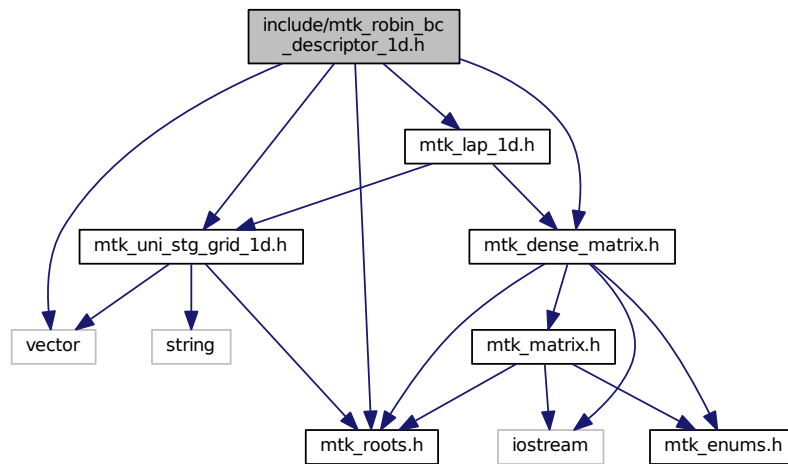 include/mtk_robin_bc
_descriptor_1d.h
mtk_lap_1d.h
mtk_uni_stg_grid_1d.h
mtk_dense_matrix.h
vector
string
mtk_matrix.h
mtk_roots.h
iostream
mtk_enums.h